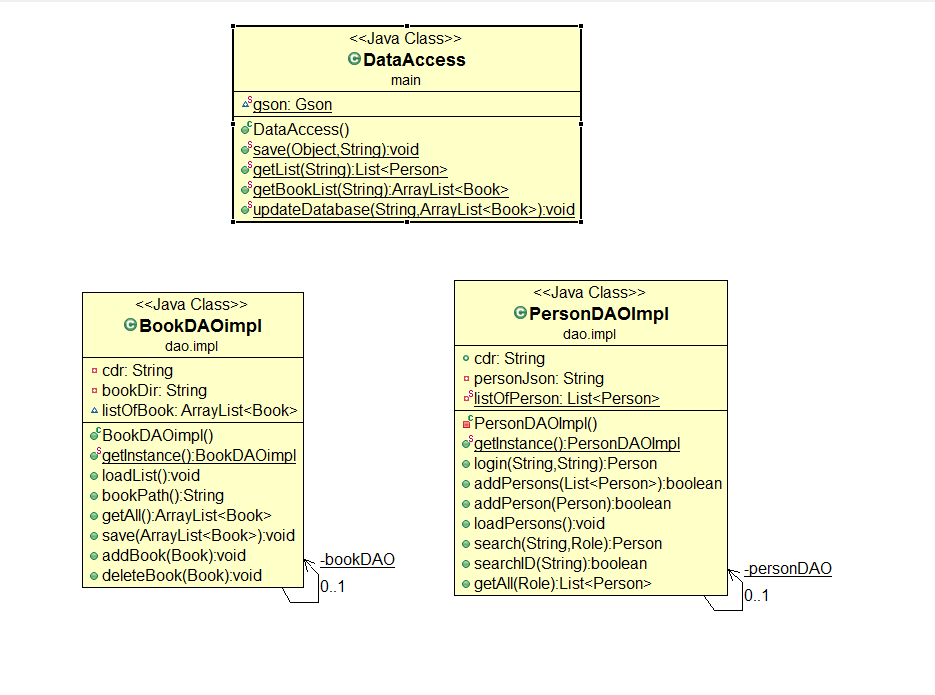 <<Java Class>>
DataAccess
main
gson: Gson
DataAccess()
save(Object,String):void
getList(String):List<Person>
getBookList(String):ArrayList<Book>
updateDatabase(String,ArrayList<Book>):void
<<Java Class>>
BookDAOimpl
dao.impl
cdr: String
bookDir: String
listOfBook: ArrayList<Book>
BookDAOimpl()
getInstance():BookDAOimpl
loadList():void
bookPath():String
getAll():ArrayList<Book>
save(ArrayList<Book>):void
addBook(Book):void
deleteBook(Book):void
-bookDAO
0..1
<<Java Class>>
PersonDAOImpl
dao.impl
cdr: String
personJson: String
listOfPerson: List<Person>
PersonDAOImpl()
getInstance():PersonDAOImpl
login(String,String):Person
addPersons(List<Person>):boolean
addPerson(Person):boolean
loadPersons():void
search(String,Role):Person
searchID(String):boolean
getAll(Role):List<Person>
-personDAO
0..1